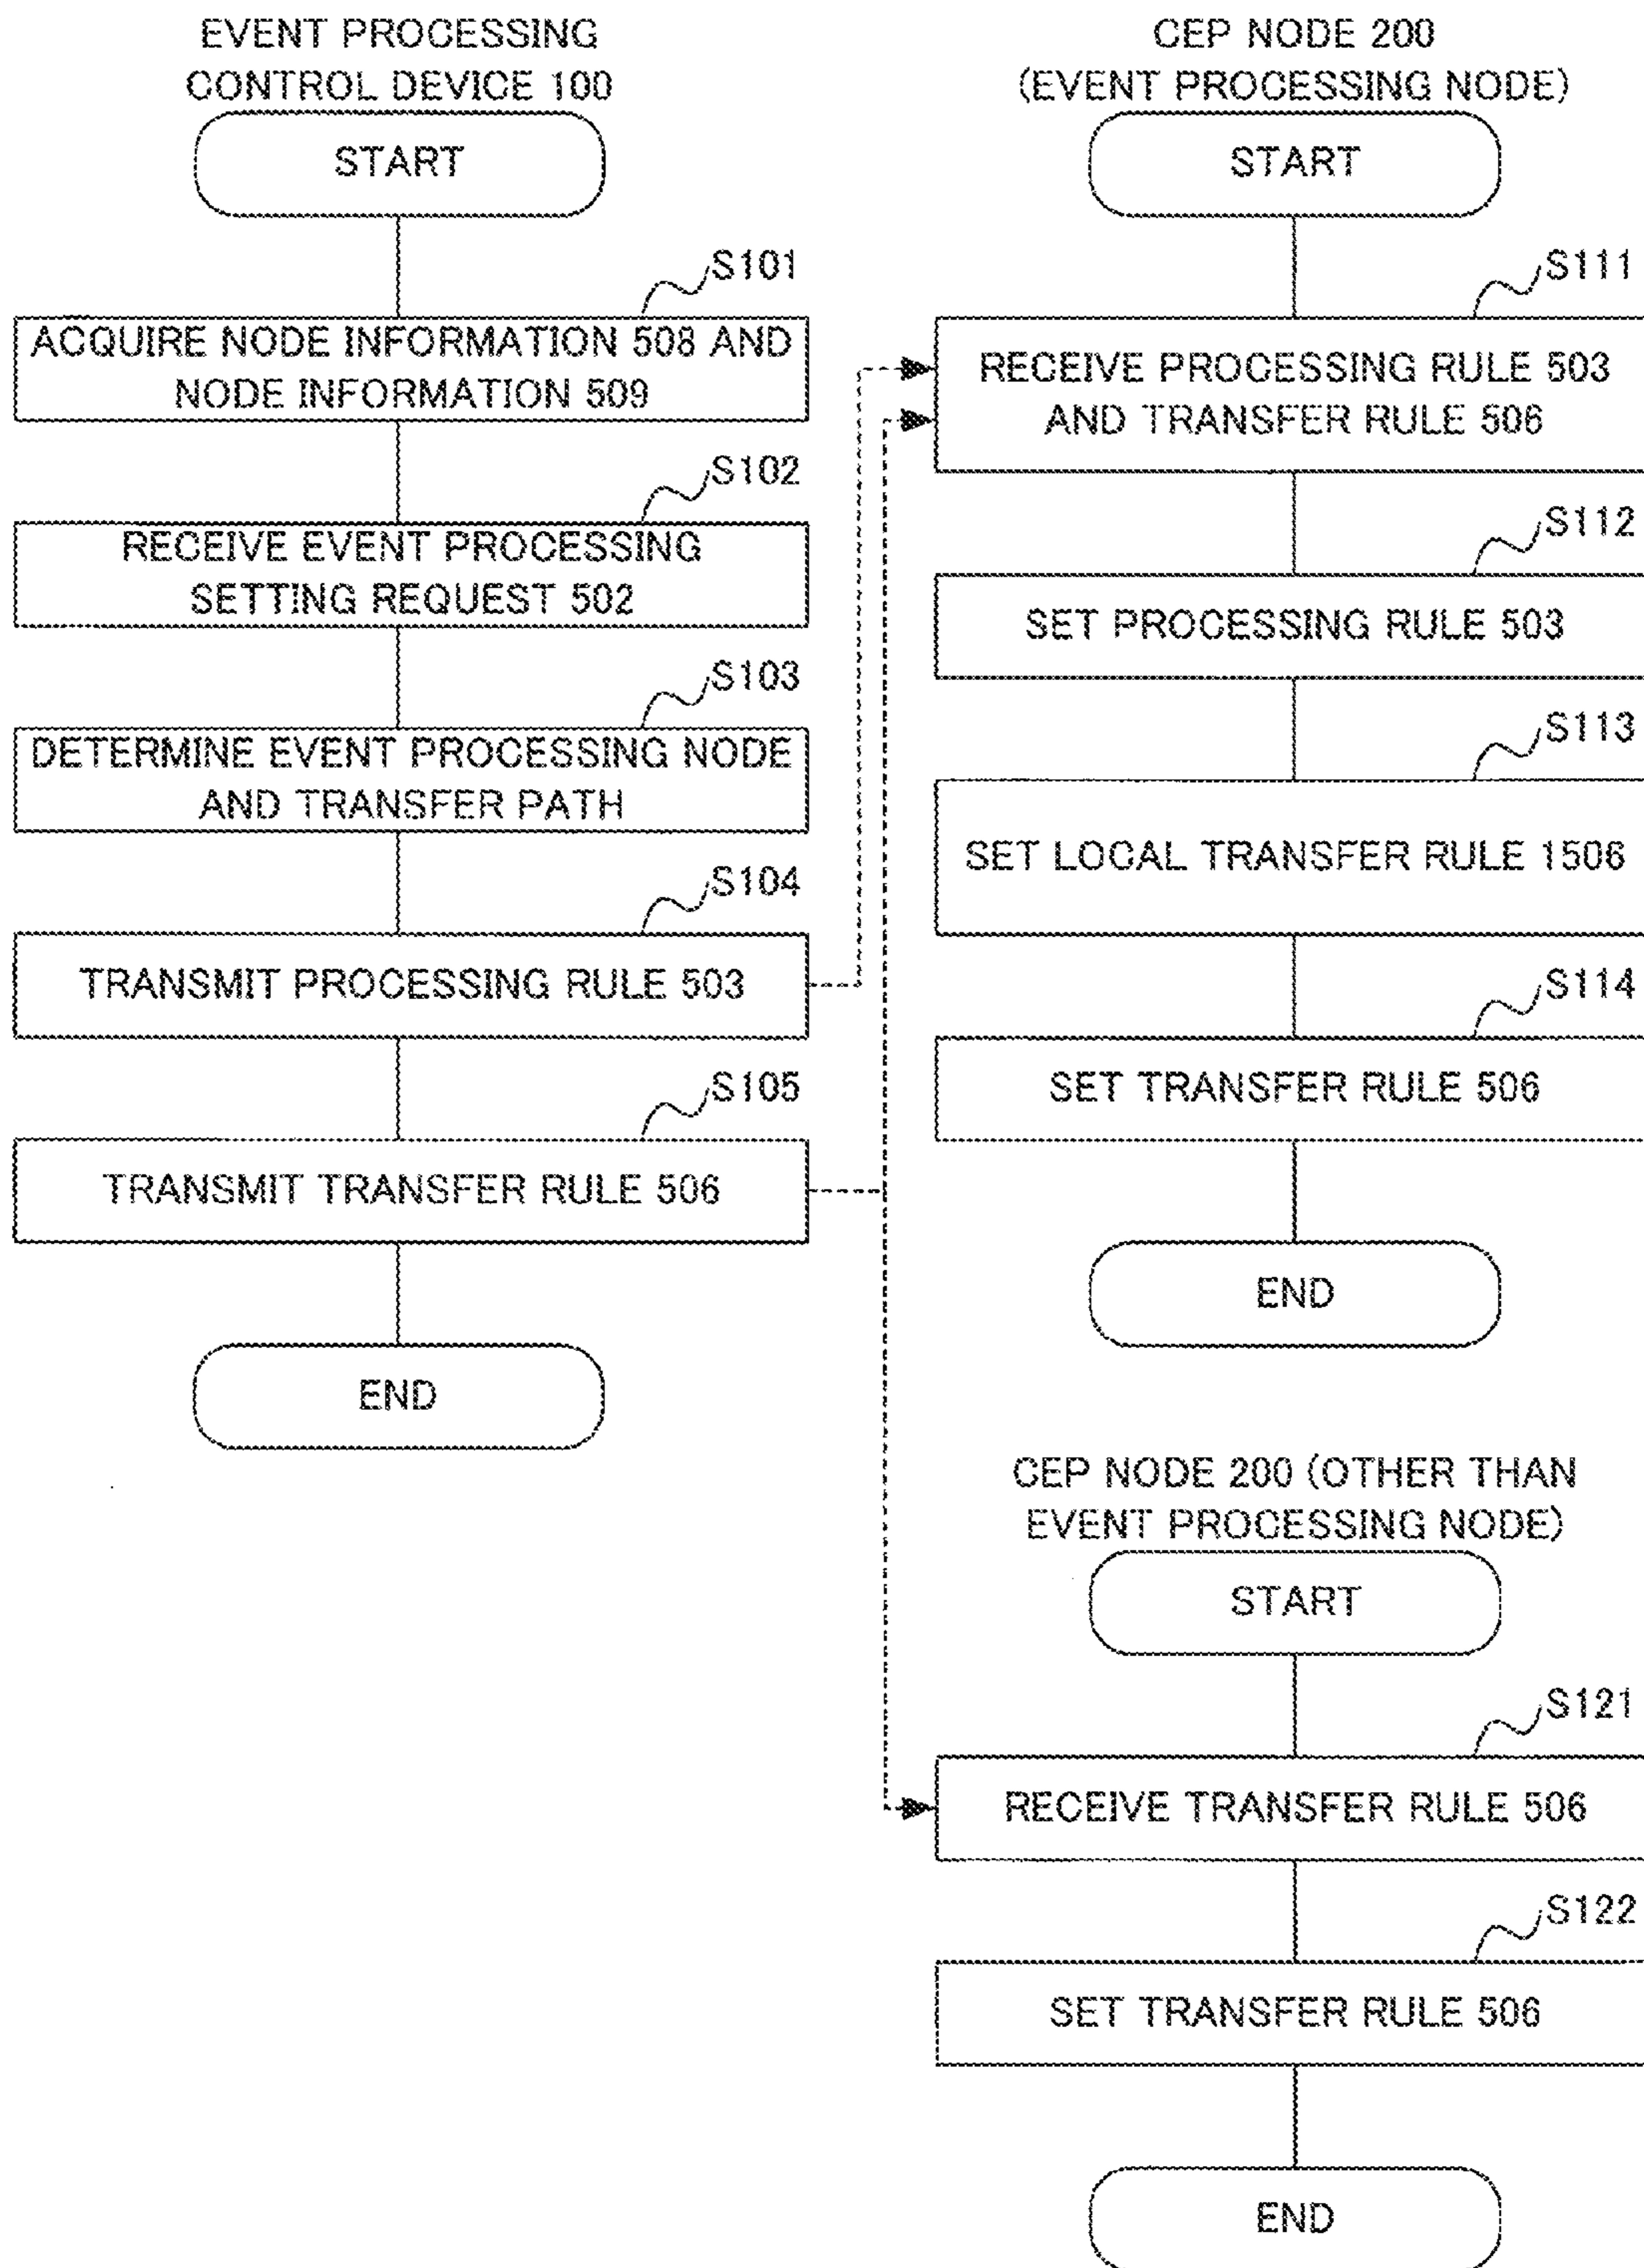 EVENT PROCESSING
CONTROL DEVICE 100
START
S101
ACQUIRE NODE INFORMATION 508 AND
NODE INFORMATION 509
S102
RECEIVE EVENT PROCESSING
SETTING REQUEST 502
S103
DETERMINE EVENT PROCESSING NODE
AND TRANSFER PATH
S104
TRANSMIT PROCESSING RULE 503
S105
TRANSMIT TRANSFER RULE 506
END
CEP NODE 200
(EVENT PROCESSING NODE)
START
S111
RECEIVE PROCESSING RULE 503
AND TRANSFER RULE 506
S112
SET PROCESSING RULE 503
S113
SET LOCAL TRANSFER RULE 1506
S114
SET TRANSFER RULE 506
END
CEP NODE 200 (OTHER THAN
EVENT PROCESSING NODE)
START
S121
RECEIVE TRANSFER RULE 506
S122
SET TRANSFER RULE 506
END